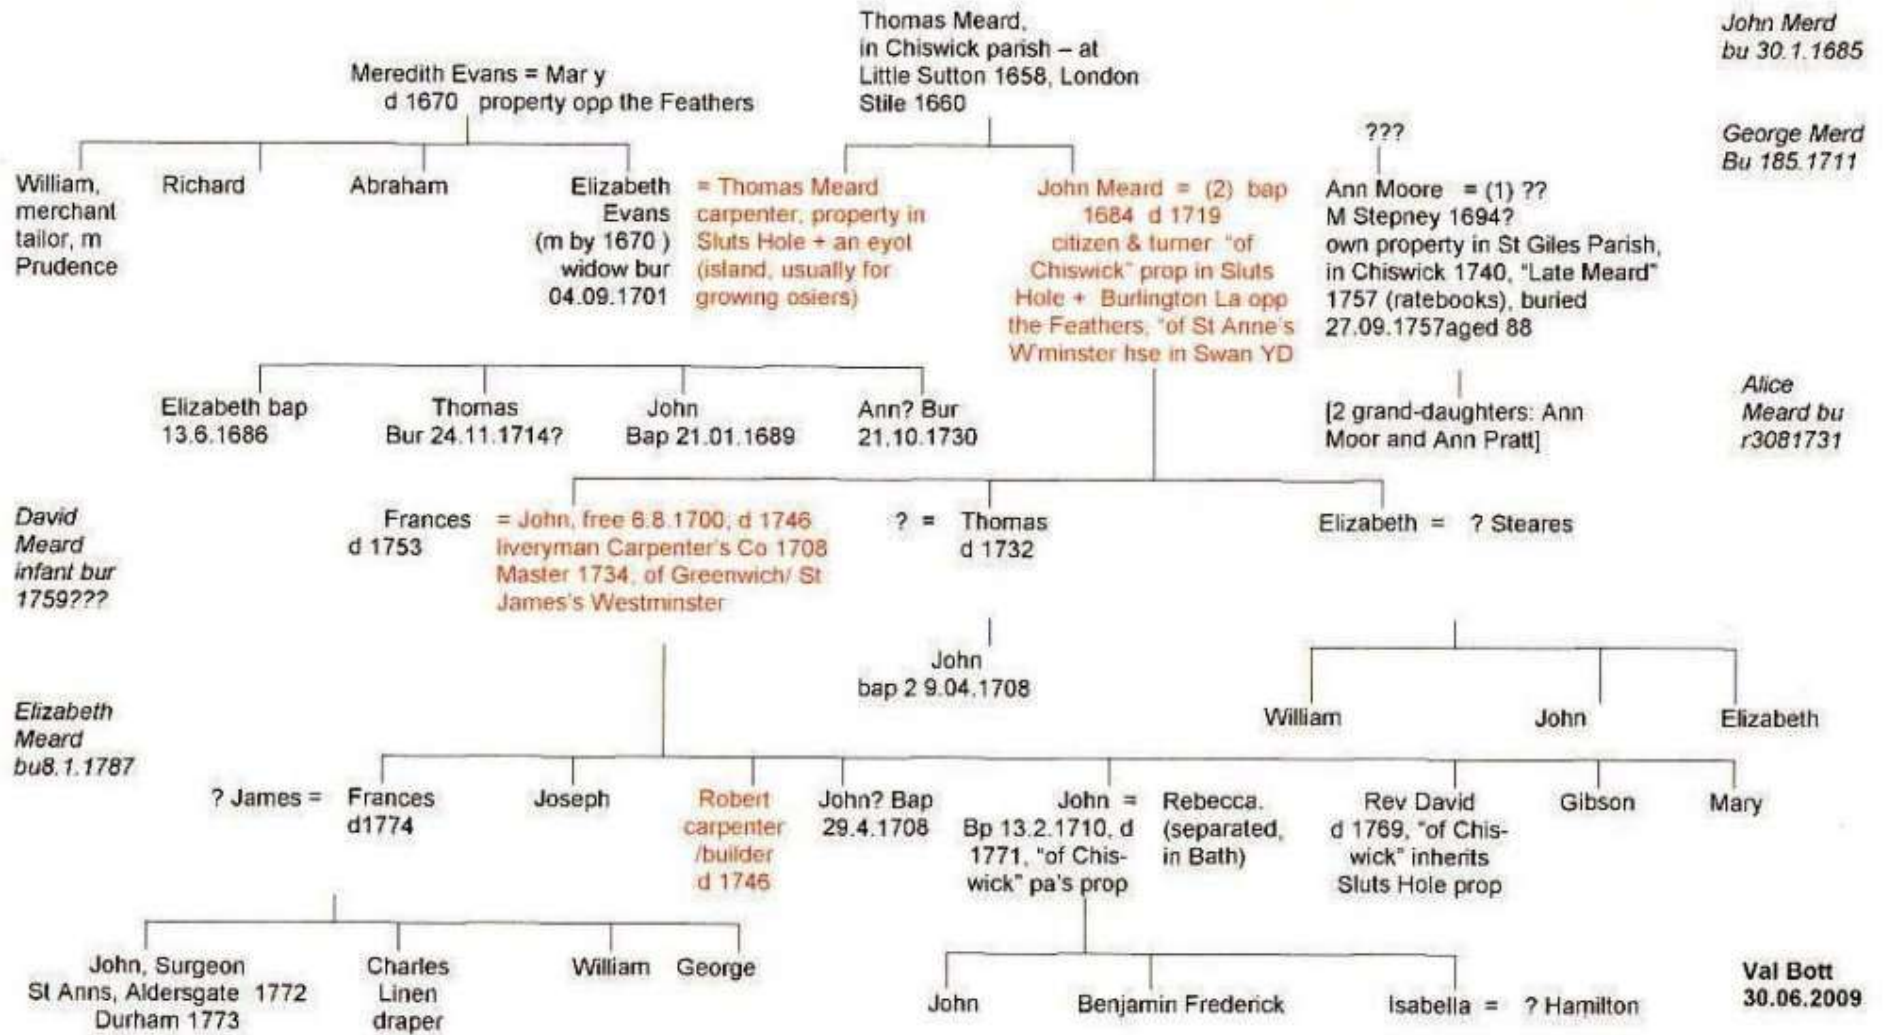 Thomas Meard,
in Chiswick parish – at
Little Sutton 1658, London
Stile 1660
John Merd
bu 30.1.1685
Meredith Evans = Mar y
d 1670 property opp the Feathers
???
George Merd
Bu 185.1711
William,
merchant
tailor, m
Prudence
Richard
Abraham
Elizabeth
Evans
(m by 1670 )
widow bur
04.09.1701
= Thomas Meard
carpenter, property in
Sluts Hole + an eyot
(island, usually for
growing osiers)
John Meard = (2) bap
1684 d 1719
citizen & turner "of
Chiswick" prop in Sluts
Hole + Burlington La opp
the Feathers, "of St Anne's
W'minster hse in Swan YD
Ann Moore = (1) ??
M Stepney 1694?
own property in St Giles Parish,
in Chiswick 1740, "Late Meard"
1757 (ratebooks), buried
27.09.1757aged 88
Elizabeth bap
13.6.1686
Thomas
Bur 24.11.1714?
John
Bap 21.01.1689
Ann? Bur
21.10.1730
[2 grand-daughters: Ann
Moor and Ann Pratt]
Alice
Meard bu
r3081731
David
Meard
infant bur
1759???
Frances
d 1753
= John, free 6.8.1700, d 1746
liveryman Carpenter's Co 1708
Master 1734, of Greenwich/ St
James's Westminster
? = Thomas
d 1732
Elizabeth = ? Steares
John
bap 2 9.04.1708
William
John
Elizabeth
Elizabeth
Meard
bu8.1.1787
? James = Frances
d1774
Joseph
Robert
carpenter
/builder
d 1746
John? Bap
29.4.1708
John =
Bp 13.2.1710, d
1771, "of Chis-
wick" pa's prop
Rebecca.
(separated,
in Bath)
Rev David
d 1769, "of Chis-
wick" inherits
Sluts Hole prop
Gibson
Mary
John, Surgeon
St Anns, Aldersgate 1772
Durham 1773
Charles
Linen
draper
William
George
John
Benjamin Frederick
Isabella = ? Hamilton
Val Bott
30.06.2009